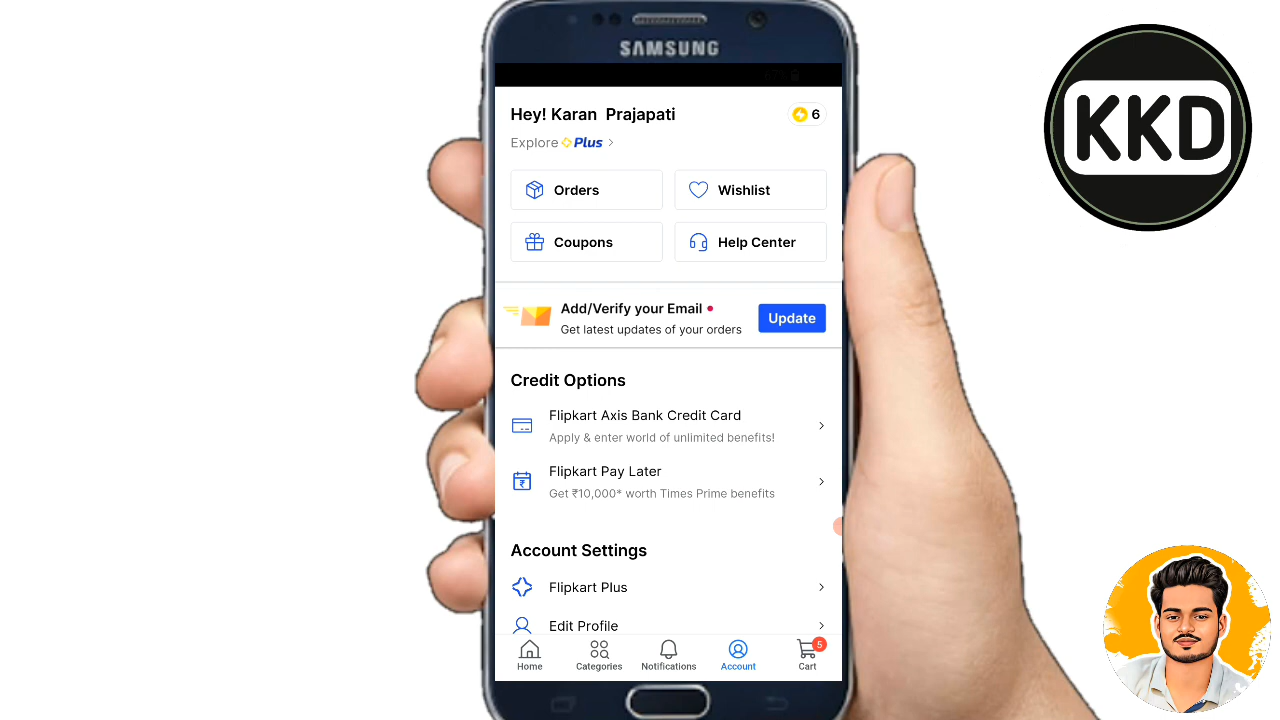 SAMSUNG
KKD
Hey! Karan Prajapati
6
Explore Plus
Orders
Wishlist
Coupons
Help Center
Add/Verify your Email
Get latest updates of your orders
Update
Credit Options
Flipkart Axis Bank Credit Card
Apply & enter world of unlimited benefits!
Flipkart Pay Later
Get ₹10,000* worth Times Prime benefits
Account Settings
Flipkart Plus
Edit Profile
5
Home
Categories
Notifications
Account
Cart